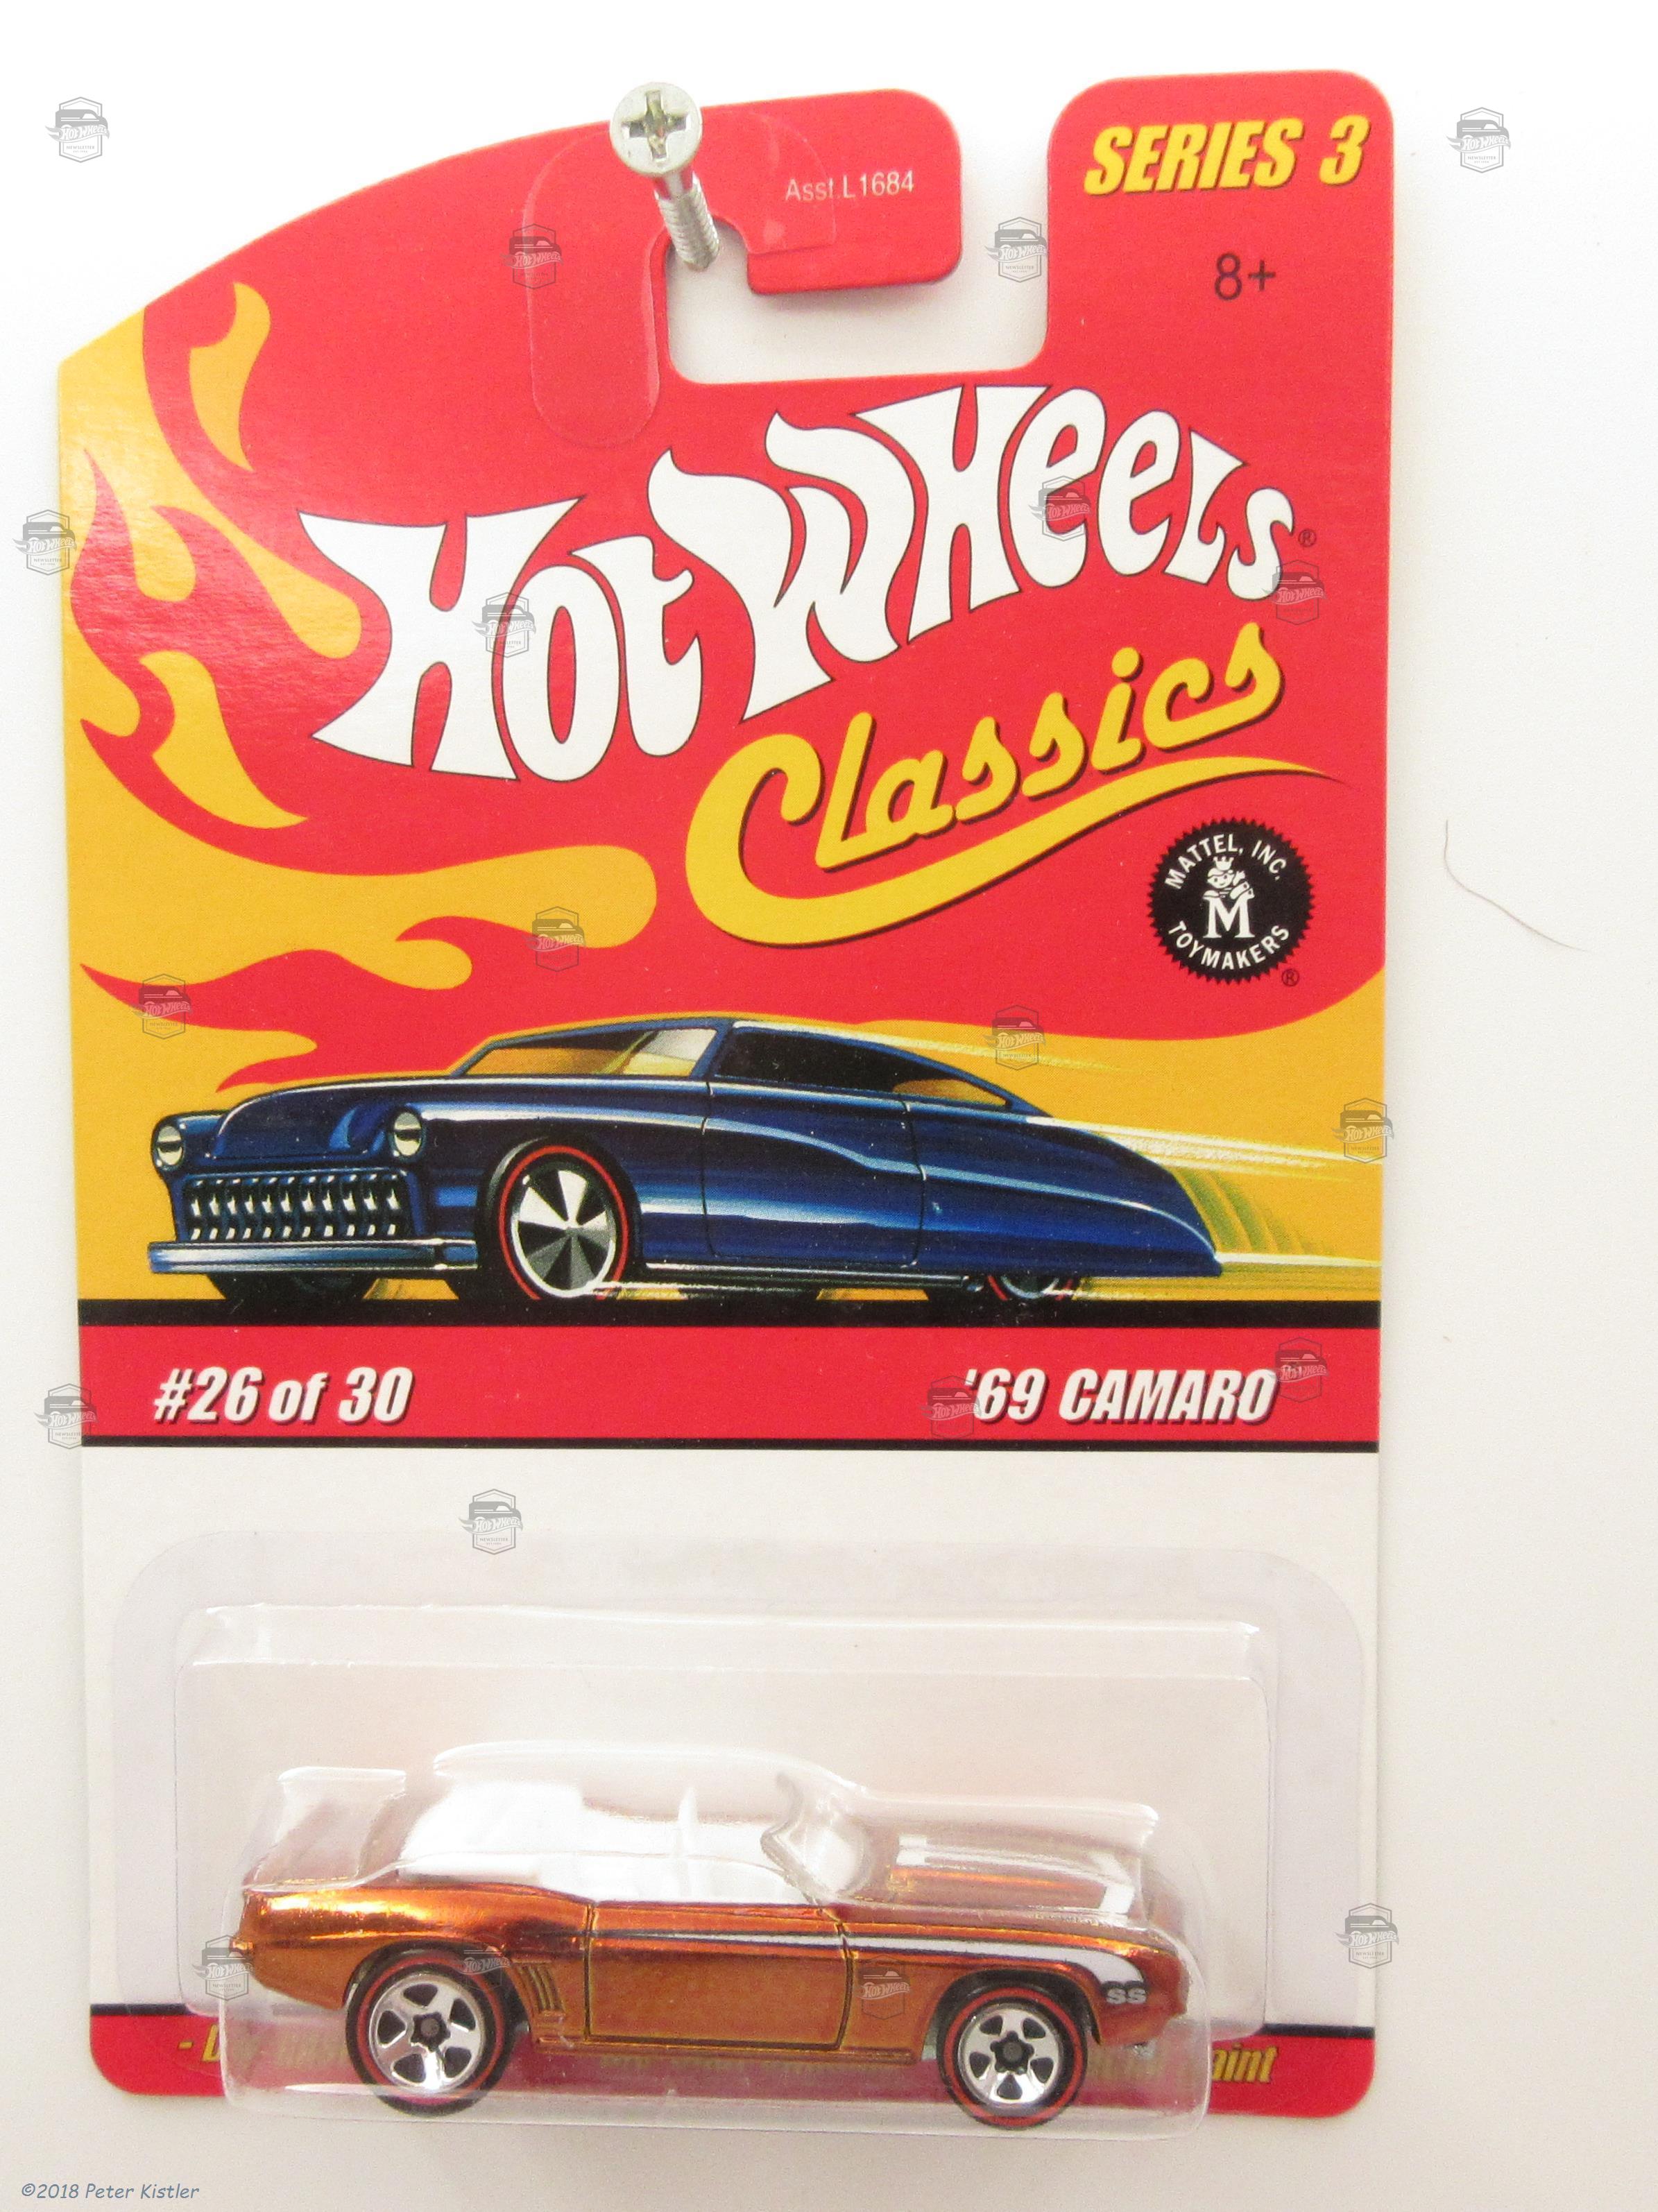 SERIES 3
Asst.L1684
8+
Hot Wheels®
Classics
MATTEL, INC.
M
TOYMAKERS
®
#26 of 30
'69 CAMARO
SS
©2018 Peter Kistler